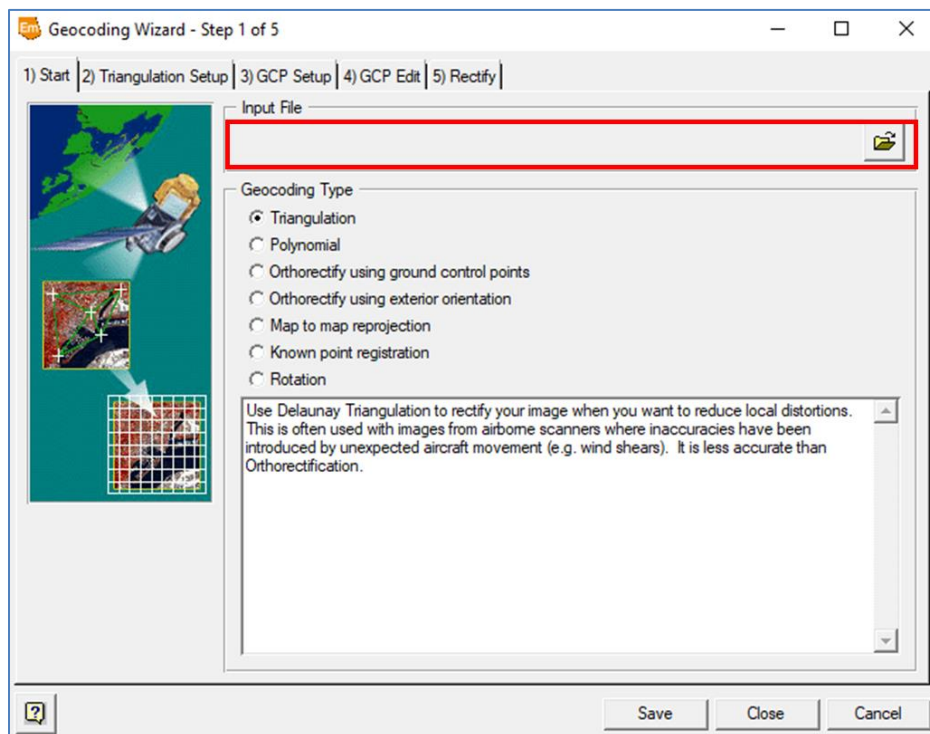 Em Geocoding Wizard - Step 1 of 5
1) Start 2) Triangulation Setup 3) GCP Setup 4) GCP Edit 5) Rectify
Input File
Geocoding Type
Triangulation
Polynomial
Orthorectify using ground control points
Orthorectify using exterior orientation
Map to map reprojection
Known point registration
Rotation
Use Delaunay Triangulation to rectify your image when you want to reduce local distortions.
This is often used with images from airborne scanners where inaccuracies have been
introduced by unexpected aircraft movement (e.g. wind shears). It is less accurate than
Orthorectification.
?
Save Close Cancel